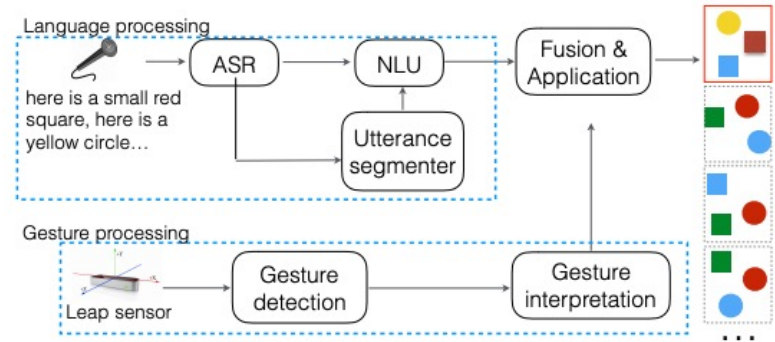 Language processing
ASR
NLU
Fusion &
Application
here is a small red
square, here is a
yellow circle...
Utterance
segmenter
Gesture processing
Leap sensor
Gesture
detection
Gesture
interpretation
...